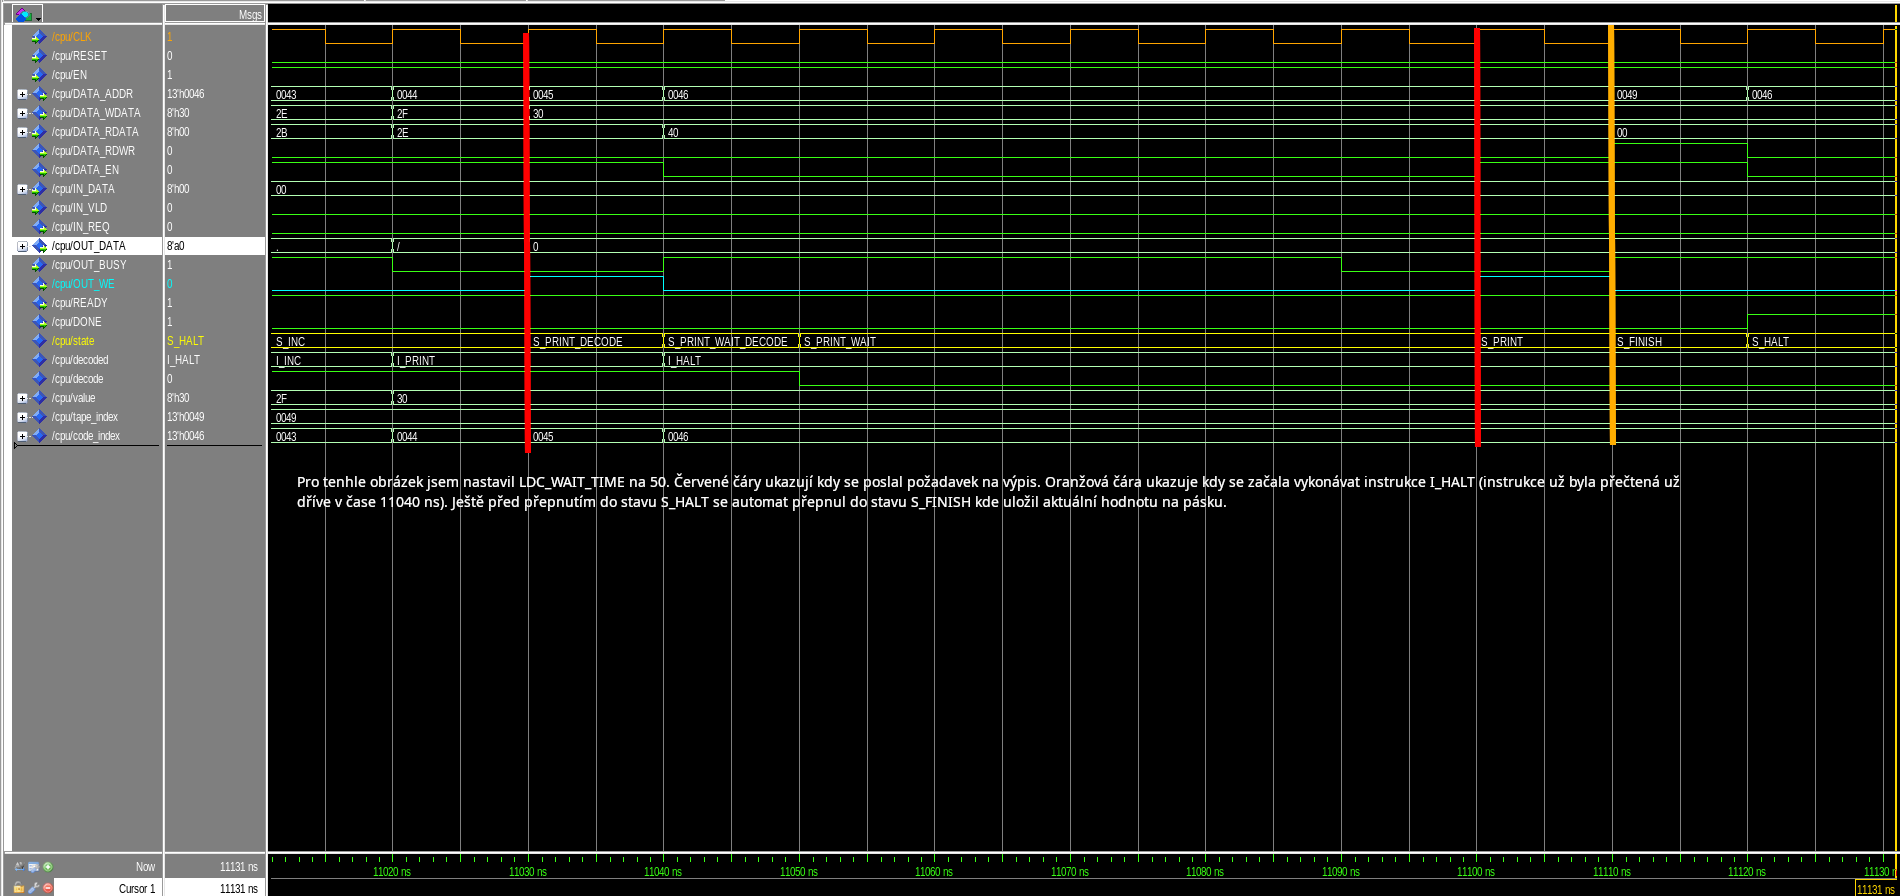 Msgs
/cpu/CLK 1
/cpu/RESET 0
/cpu/EN 1
/cpu/DATA_ADDR 13'h0046 0043 0044 0045 0046 0049 0046
/cpu/DATA_WDATA 8'h30 2E 2F 30
/cpu/DATA_RDATA 8'h00 2B 2E 40 00
/cpu/DATA_RDWR 0
/cpu/DATA_EN 0
/cpu/IN_DATA 8'h00 00
/cpu/IN_VLD 0
/cpu/IN_REQ 0
/cpu/OUT_DATA 8'a0 . / 0
/cpu/OUT_BUSY 1
/cpu/OUT_WE 0
/cpu/READY 1
/cpu/DONE 1
/cpu/state S_HALT S_INC S_PRINT_DECODE S_PRINT_WAIT_DECODE S_PRINT_WAIT S_PRINT S_FINISH S_HALT
/cpu/decoded I_HALT I_INC I_PRINT I_HALT
/cpu/decode 0
/cpu/value 8'h30 2F 30
/cpu/tape_index 13'h0049 0049
/cpu/code_index 13'h0046 0043 0044 0045 0046
Pro tenhle obrázek jsem nastavil LDC_WAIT_TIME na 50. Červené čáry ukazují kdy se poslal požadavek na výpis. Oranžová čára ukazuje kdy se začala vykonávat instrukce I_HALT (instrukce už byla přečtená už
dříve v čase 11040 ns). Ještě před přepnutím do stavu S_HALT se automat přepnul do stavu S_FINISH kde uložil aktuální hodnotu na pásku.
Now 11131 ns 11020 ns 11030 ns 11040 ns 11050 ns 11060 ns 11070 ns 11080 ns 11090 ns 11100 ns 11110 ns 11120 ns 11130
Cursor 1 11131 ns 11131 ns